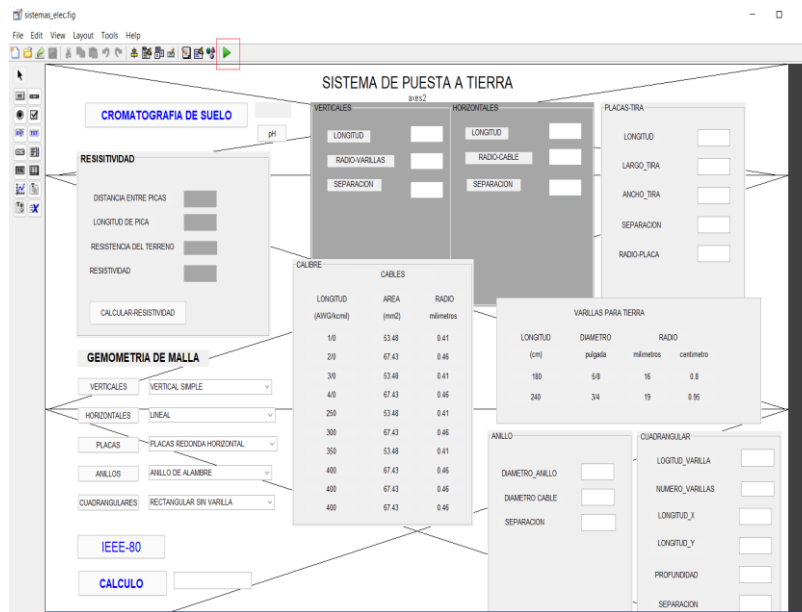 sistemas_elec.fig
File Edit View Layout Tools Help
SISTEMA DE PUESTA A TIERRA
axes2
CROMATOGRAFIA DE SUELO
pH
RESISITIVIDAD
DISTANCIA ENTRE PICAS
LONGITUD DE PICA
RESISTENCIA DEL TERRENO
RESISTIVIDAD
CALCULAR-RESISTIVIDAD
VERTICALES
LONGITUD
RADIO-VARILLAS
SEPARACION
HORIZONTALES
LONGITUD
RADIO-CABLE
SEPARACION
PLACAS-TIRA
LONGITUD
LARGO_TIRA
ANCHO_TIRA
SEPARACION
RADIO-PLACA
CALIBRE
CABLES
LONGITUD AREA RADIO
(AWG/kcmil) (mm2) milimetros
1/0 53.48 0.41
2/0 67.43 0.46
3/0 53.48 0.41
4/0 67.43 0.46
250 53.48 0.41
300 67.43 0.46
350 53.48 0.41
400 67.43 0.46
400 67.43 0.46
400 67.43 0.46
VARILLAS PARA TIERRA
LONGITUD DIAMETRO RADIO
(cm) pulgada milimetros centimetro
180 5/8 16 0.8
240 3/4 19 0.95
GEMOMETRIA DE MALLA
VERTICALES VERTICAL SIMPLE
HORIZONTALES LINEAL
PLACAS PLACAS REDONDA HORIZONTAL
ANILLOS ANILLO DE ALAMBRE
CUADRANGULARES RECTANGULAR SIN VARILLA
IEEE-80
CALCULO
ANILLO
DIAMETRO_ANILLO
DIAMETRO CABLE
SEPARACION
CUADRANGULAR
LOGITUD_VARILLA
NUMERO_VARILLAS
LONGITUD_X
LONGITUD_Y
PROFUNDIDAD
SEPARACION